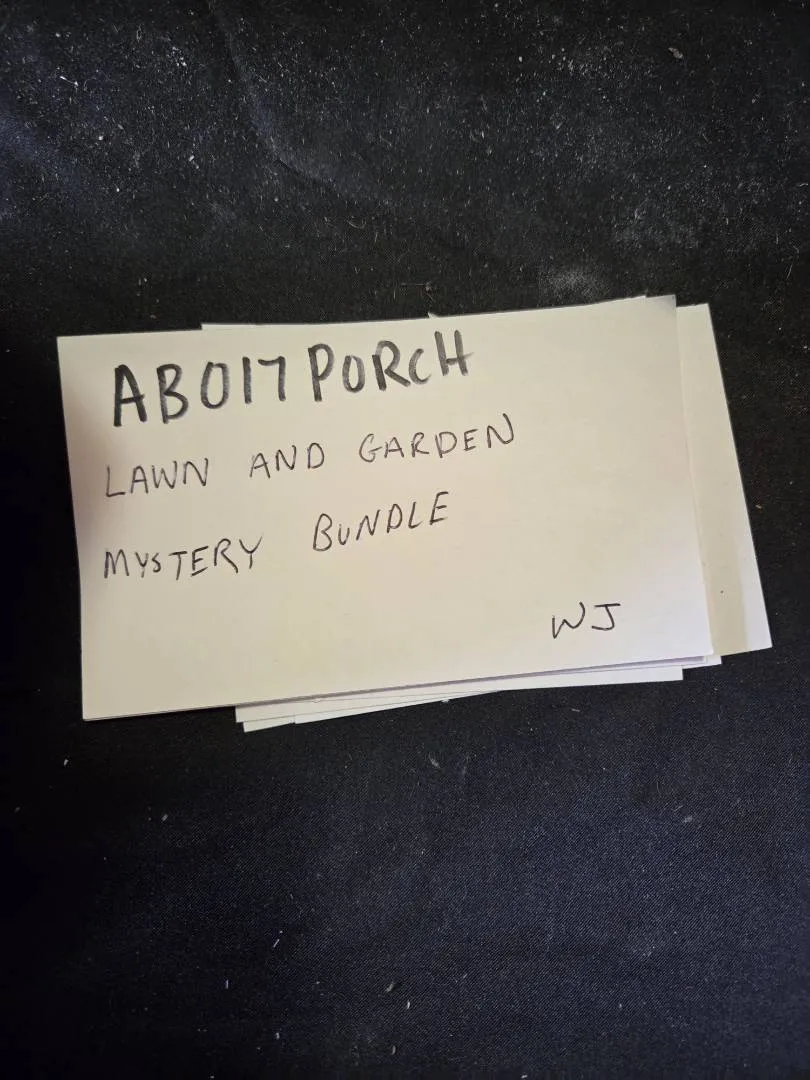 AB017 PORCH
LAWN AND GARDEN
MYSTERY BUNDLE
WJ